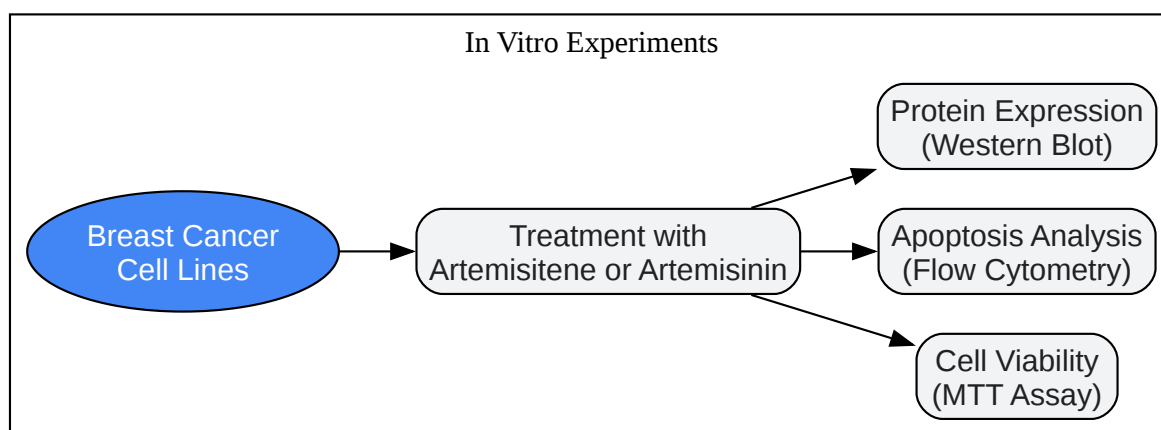 In Vitro Experiments
Breast Cancer
Cell Lines
Treatment with
Artemisitene or Artemisinin
Protein Expression
(Western Blot)
Apoptosis Analysis
(Flow Cytometry)
Cell Viability
(MTT Assay)